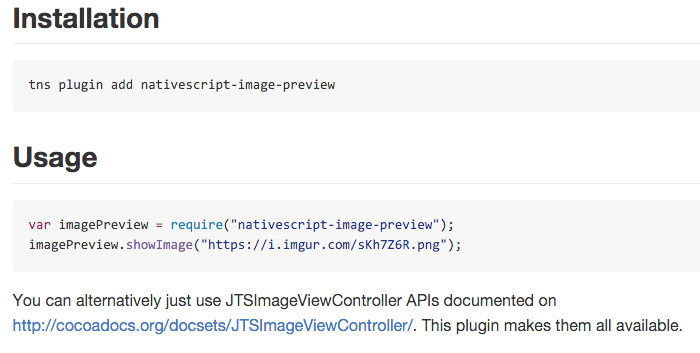 Installation
tns plugin add nativescript-image-preview
Usage
var imagePreview = require("nativescript-image-preview");
imagePreview.showImage("https://i.imgur.com/sKh7Z6R.png");
You can alternatively just use JTSImageViewController APIs documented on
http://cocoadocs.org/docsets/JTSImageViewController/. This plugin makes them all available.